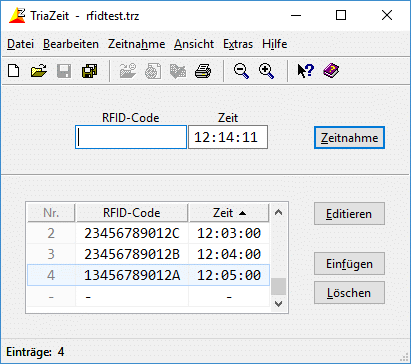 TriaZeit - rfidtest.trz
Datei Bearbeiten Zeitnahme Ansicht Extras Hilfe
RFID-Code Zeit
12:14:11 Zeitnahme
Nr. RFID-Code Zeit
2 23456789012C 12:03:00
3 23456789012B 12:04:00
4 13456789012A 12:05:00
- - -
Editieren
Einfügen
Löschen
Einträge: 4